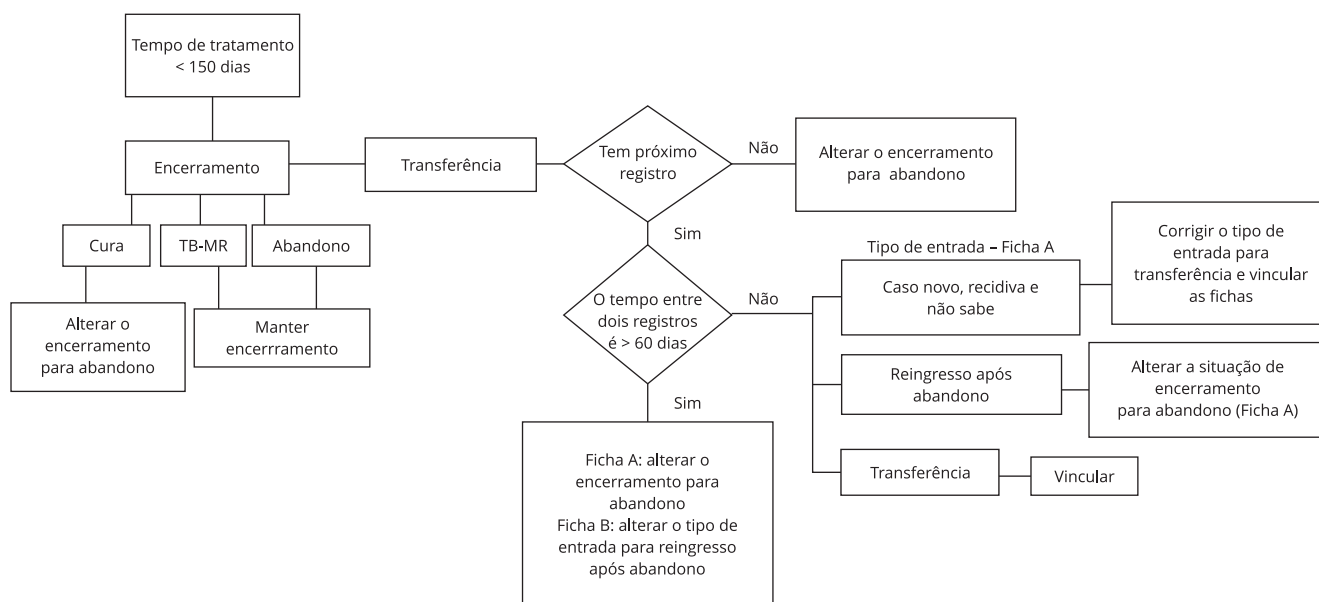 Tempo de tratamento
< 150 dias
Encerramento
Transferência
Tem próximo
registro
Não
Alterar o encerramento
para abandono
Cura
TB-MR
Abandono
Alterar o
encerramento
para abandono
Manter
encerrramento
Sim
O tempo entre
dois registros
é > 60 dias
Não
Tipo de entrada – Ficha A
Caso novo, recidiva e
não sabe
Corrigir o tipo de
entrada para
transferência e vincular
as fichas
Reingresso após
abandono
Alterar a situação de
encerramento
para abandono (Ficha A)
Transferência
Vincular
Sim
Ficha A: alterar o
encerramento para
abandono
Ficha B: alterar o tipo de
entrada para reingresso
após abandono